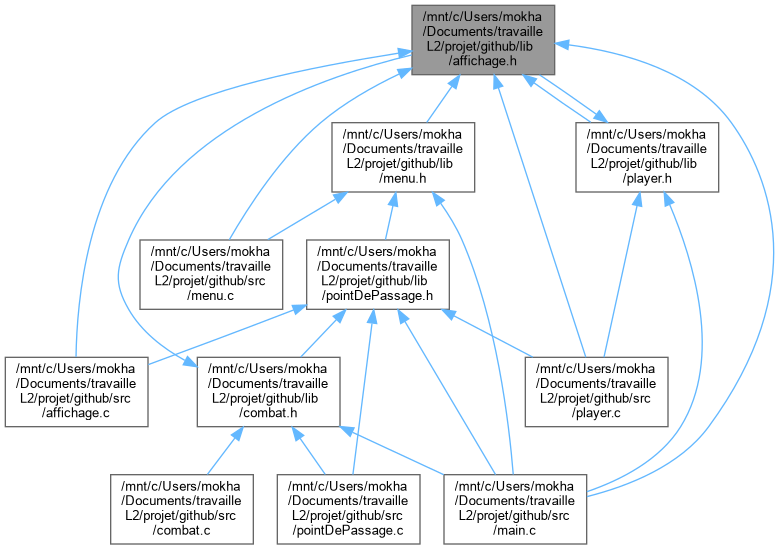 /mnt/c/Users/mokha
/Documents/travaille
L2/projet/github/lib
/affichage.h
/mnt/c/Users/mokha
/Documents/travaille
L2/projet/github/lib
/menu.h
/mnt/c/Users/mokha
/Documents/travaille
L2/projet/github/lib
/player.h
/mnt/c/Users/mokha
/Documents/travaille
L2/projet/github/src
/menu.c
/mnt/c/Users/mokha
/Documents/travaille
L2/projet/github/lib
/pointDePassage.h
/mnt/c/Users/mokha
/Documents/travaille
L2/projet/github/src
/affichage.c
/mnt/c/Users/mokha
/Documents/travaille
L2/projet/github/lib
/combat.h
/mnt/c/Users/mokha
/Documents/travaille
L2/projet/github/src
/player.c
/mnt/c/Users/mokha
/Documents/travaille
L2/projet/github/src
/combat.c
/mnt/c/Users/mokha
/Documents/travaille
L2/projet/github/src
/pointDePassage.c
/mnt/c/Users/mokha
/Documents/travaille
L2/projet/github/src
/main.c